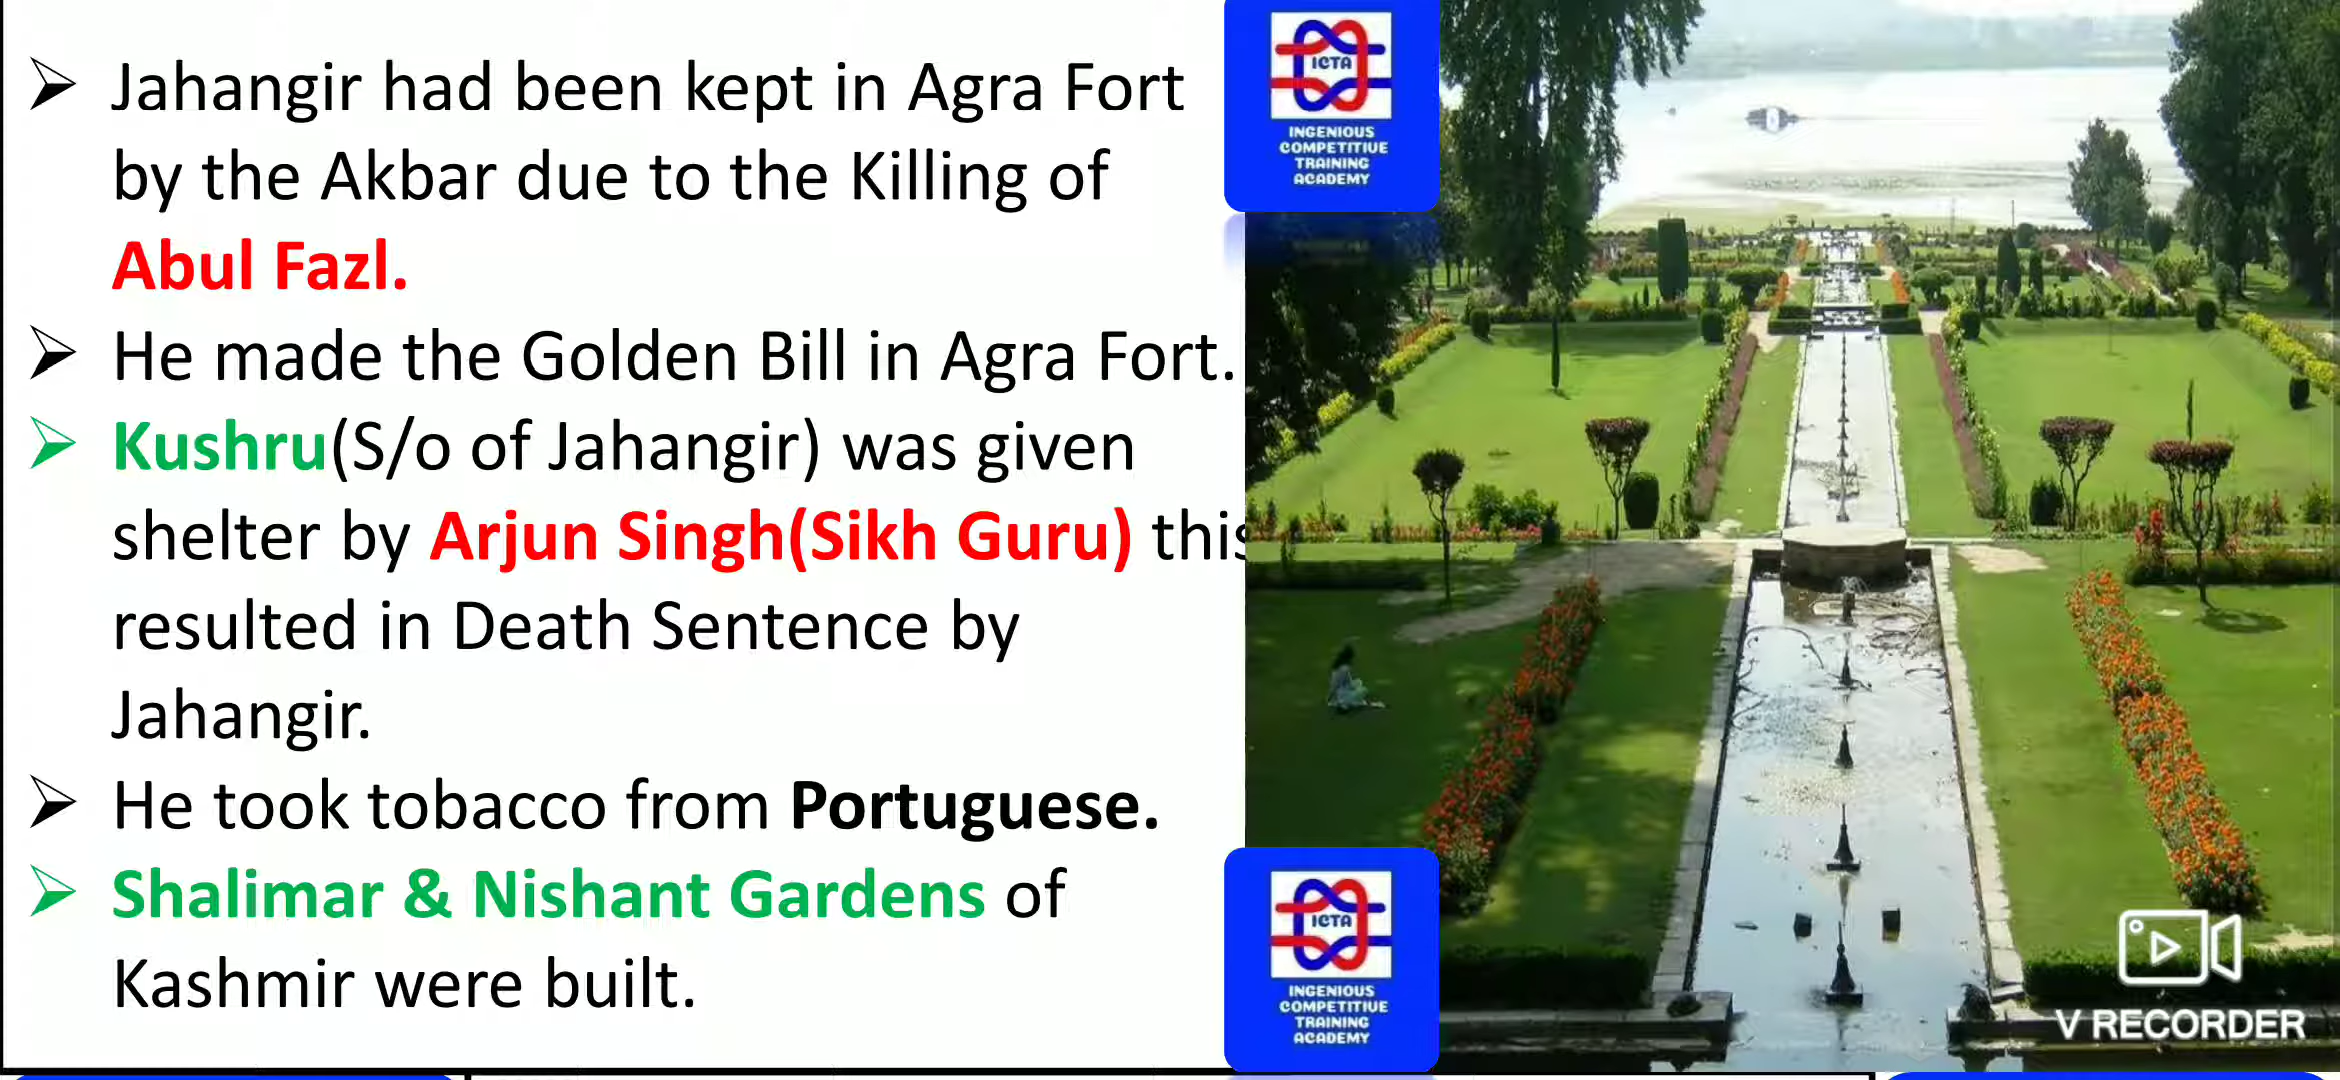 Jahangir had been kept in Agra Fort
by the Akbar due to the Killing of
Abul Fazl.
He made the Golden Bill in Agra Fort.
Kushru(S/o of Jahangir) was given
shelter by Arjun Singh(Sikh Guru) this
resulted in Death Sentence by
Jahangir.
He took tobacco from Portuguese.
Shalimar & Nishant Gardens of
Kashmir were built.
ICTA
INGENIOUS
COMPETITIUE
TRAINING
ACADEMY
ICTA
INGENIOUS
COMPETITIUE
TRAINING
ACADEMY
V RECORDER